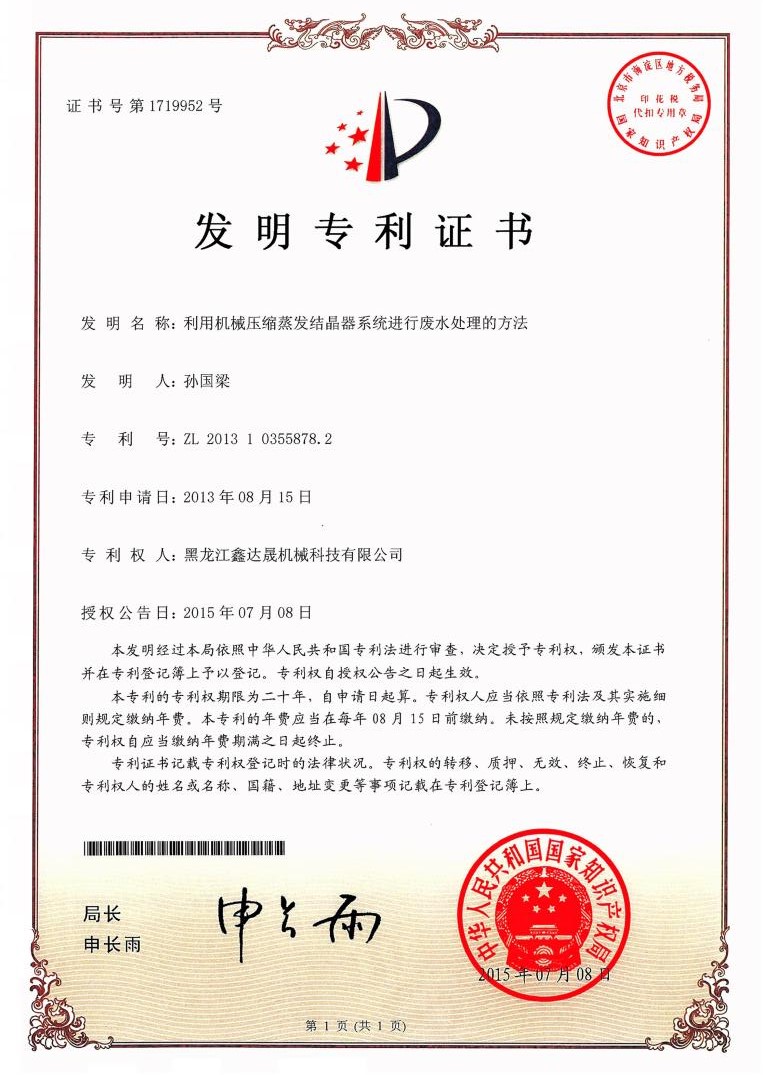 证书号第1719952号
北京市海淀区地方税务局
印花税
代扣专用章
国家知识产权局
发明专利证书
发明名称：利用机械压缩蒸发结晶器系统进行废水处理的方法
发明人：孙国梁
专利号：ZL 2013 1 0355878.2
专利申请日：2013年08月15日
专利权人：黑龙江鑫达晟机械科技有限公司
授权公告日：2015年07月08日
本发明经过本局依照中华人民共和国专利法进行审查，决定授予专利权，颁发本证书
并在专利登记簿上予以登记。专利权自授权公告之日起生效。
本专利的专利权期限为二十年，自申请日起算。专利权人应当依照专利法及其实施细
则规定缴纳年费。本专利的年费应当在每年08月15日前缴纳。未按照规定缴纳年费的，
专利权自应当缴纳年费期满之日起终止。
专利证书记载专利权登记时的法律状况。专利权的转移、质押、无效、终止、恢复和
专利权人的姓名或名称、国籍、地址变更等事项记载在专利登记簿上。
局长
申长雨
申长雨
中华人民共和国国家知识产权局
2015年07月08日
第1页(共1页)